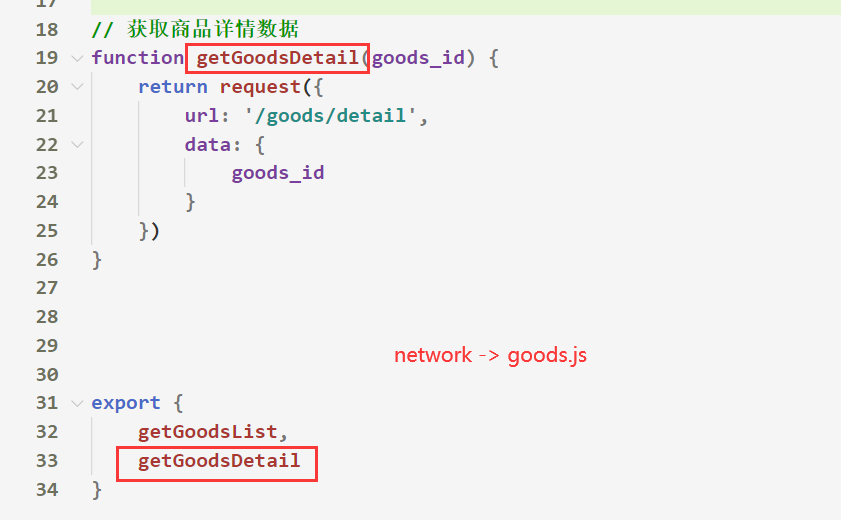 17
18 // 获取商品详情数据
19 function getGoodsDetail(goods_id) {
20 return request({
21 url: '/goods/detail',
22 data: {
23 goods_id
24 }
25 })
26 }
27
28
29
network -> goods.js
30
31 export {
32 getGoodsList,
33 getGoodsDetail
34 }